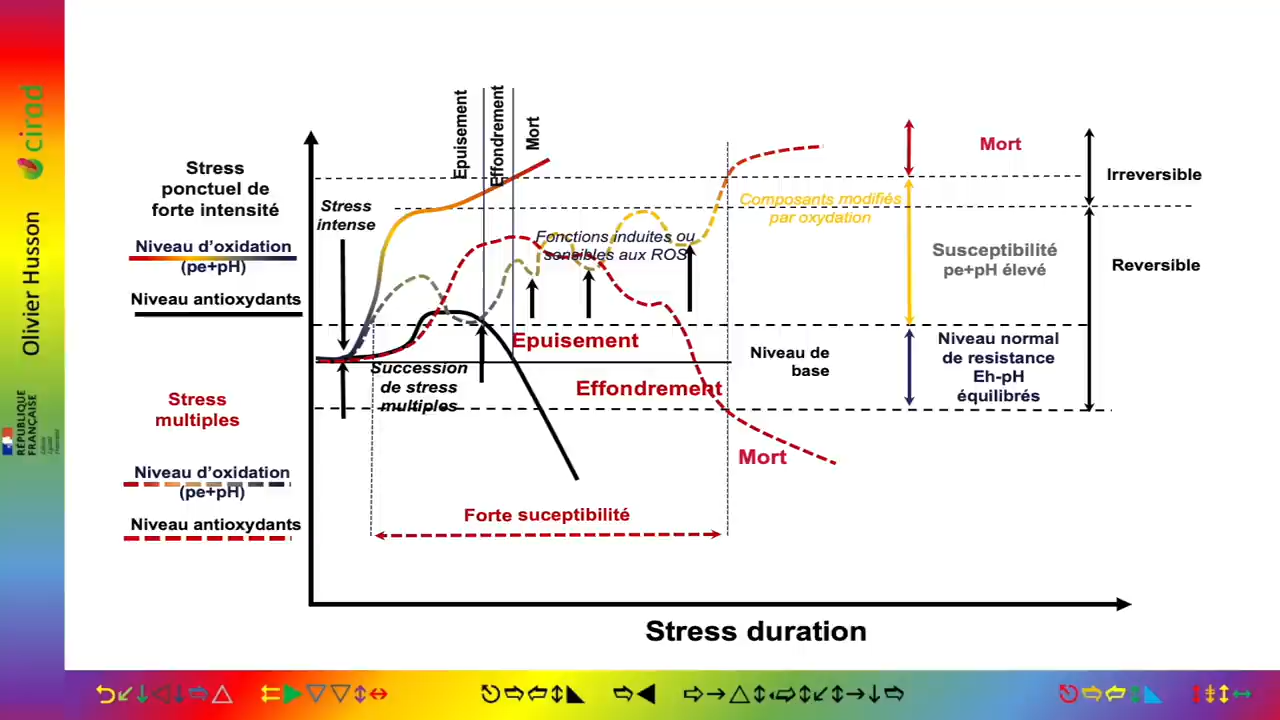 cirad
Olivier Husson
RÉPUBLIQUE
FRANÇAISE
Stress
ponctuel de
forte intensité
Niveau d’oxidation
(pe+pH)
Niveau antioxydants
Stress
multiples
Niveau d’oxidation
(pe+pH)
Niveau antioxydants
Stress
intense
Epuisement
Effondrement
Mort
Fonctions induites ou
sensibles aux ROS
Composants modifiés
par oxydation
Succession
de stress
multiples
Epuisement
Effondrement
Mort
Niveau de
base
Forte suceptibilité
Mort
Susceptibilité
pe+pH élevé
Niveau normal
de resistance
Eh-pH
équilibrés
Irreversible
Reversible
Stress duration